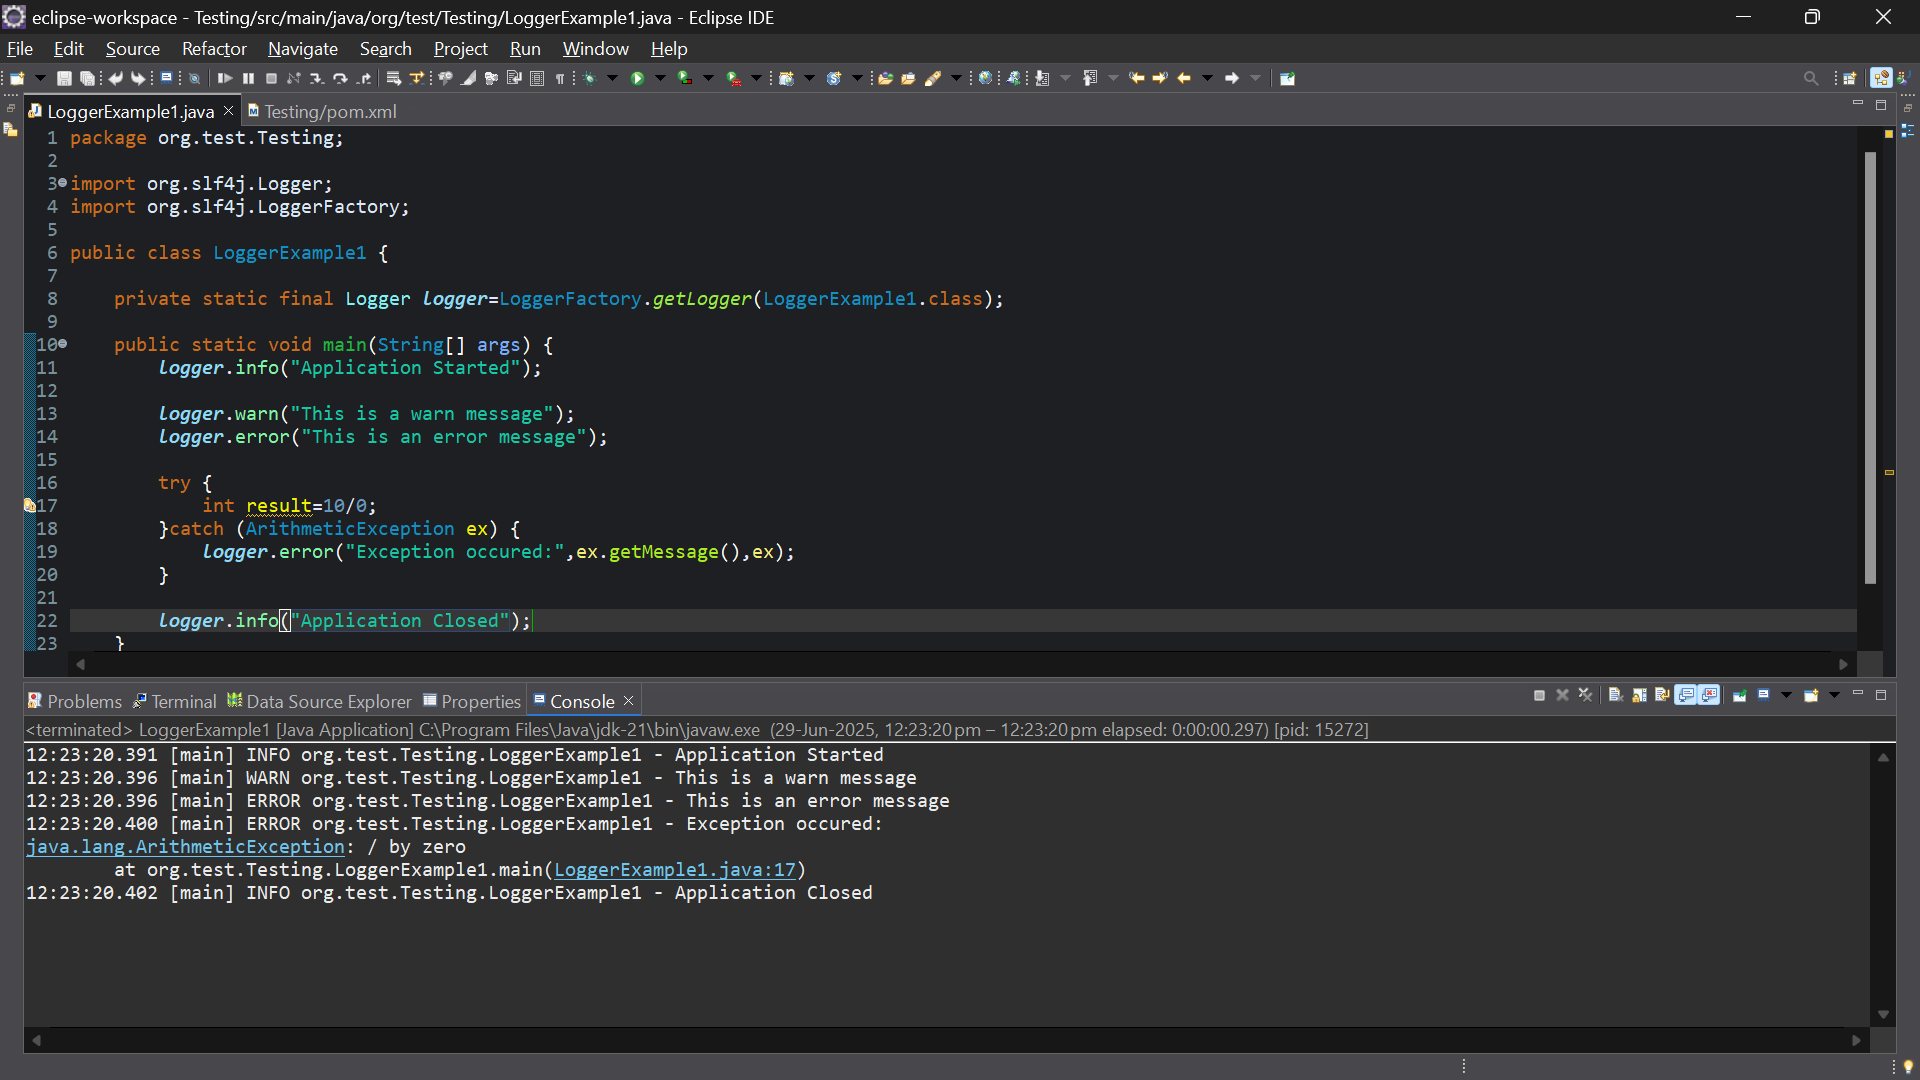 eclipse-workspace - Testing/src/main/java/org/test/Testing/LoggerExample1.java - Eclipse IDE
File Edit Source Refactor Navigate Search Project Run Window Help
LoggerExample1.java Testing/pom.xml
1 package org.test.Testing;
2
3 import org.slf4j.Logger;
4 import org.slf4j.LoggerFactory;
5
6 public class LoggerExample1 {
7
8 private static final Logger logger=LoggerFactory.getLogger(LoggerExample1.class);
9
10 public static void main(String[] args) {
11 logger.info("Application Started");
12
13 logger.warn("This is a warn message");
14 logger.error("This is an error message");
15
16 try {
17 int result=10/0;
18 }catch (ArithmeticException ex) {
19 logger.error("Exception occured:",ex.getMessage(),ex);
20 }
21
22 logger.info("Application Closed");
23 }
Problems Terminal Data Source Explorer Properties Console
<terminated> LoggerExample1 [Java Application] C:\Program Files\Java\jdk-21\bin\javaw.exe (29-Jun-2025, 12:23:20 pm – 12:23:20 pm elapsed: 0:00:00.297) [pid: 15272]
12:23:20.391 [main] INFO org.test.Testing.LoggerExample1 - Application Started
12:23:20.396 [main] WARN org.test.Testing.LoggerExample1 - This is a warn message
12:23:20.396 [main] ERROR org.test.Testing.LoggerExample1 - This is an error message
12:23:20.400 [main] ERROR org.test.Testing.LoggerExample1 - Exception occured:
java.lang.ArithmeticException: / by zero
at org.test.Testing.LoggerExample1.main(LoggerExample1.java:17)
12:23:20.402 [main] INFO org.test.Testing.LoggerExample1 - Application Closed